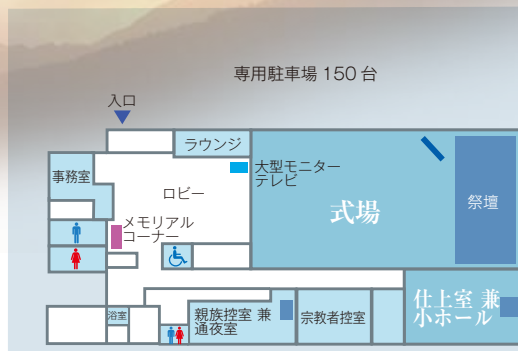 専用駐車場 150 台
入口
ラウンジ
事務室
大型モニター
テレビ
ロビー
式場
祭壇
メモリアル
コーナー
仕上室 兼
小ホール
浴室
親族控室 兼
通夜室
宗教者控室